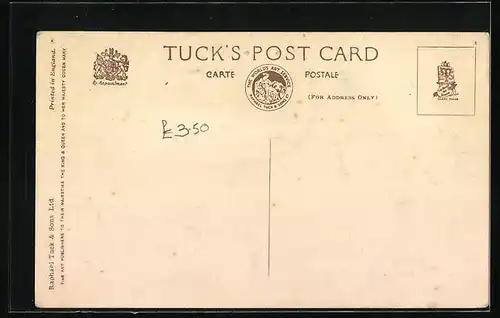 TUCK'S POST CARD
CARTE POSTALE
(FOR ADDRESS ONLY)
By Appointment
THE WORLD'S ART SERVICE
RAPHAEL TUCK & SONS LTD
£3.50
Raphael Tuck & Sons Ltd. Printed in England.
FINE ART PUBLISHERS TO THEIR MAJESTIES THE KING & QUEEN AND TO HER MAJESTY QUEEN MARY